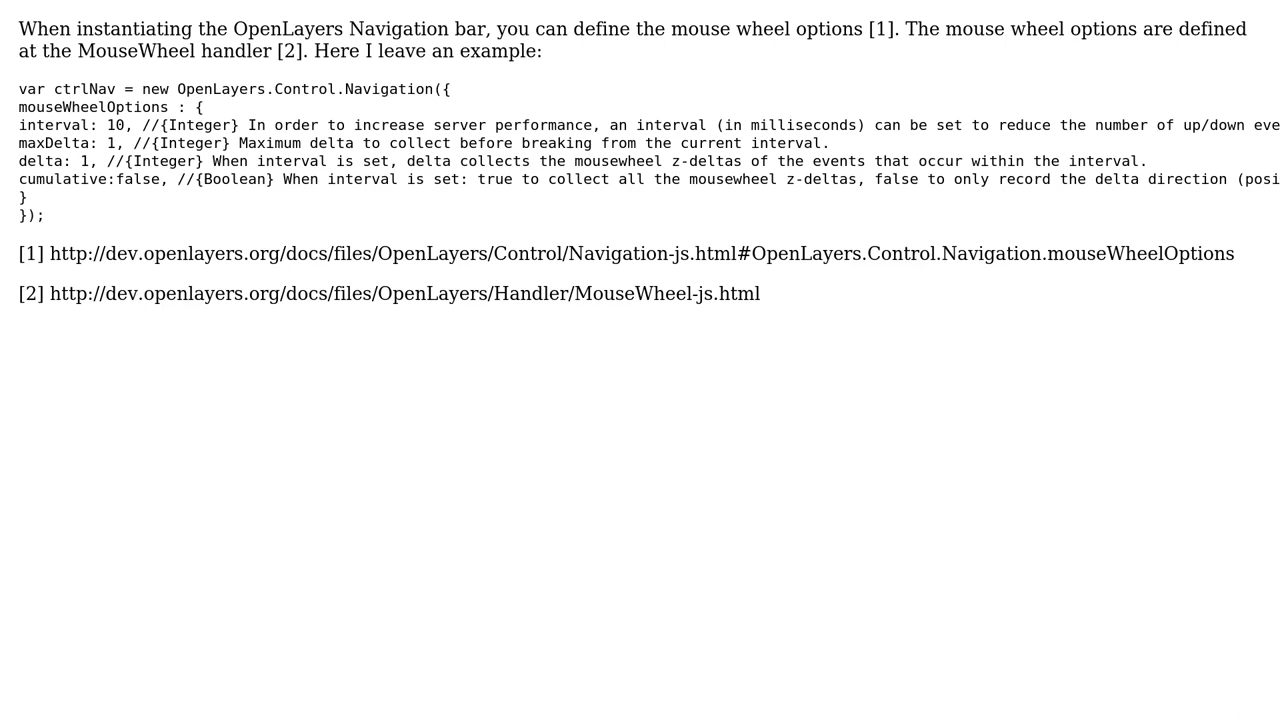 When instantiating the OpenLayers Navigation bar, you can define the mouse wheel options [1]. The mouse wheel options are defined
at the MouseWheel handler [2]. Here I leave an example:
var ctrlNav = new OpenLayers.Control.Navigation({
mouseWheelOptions : {
interval: 10, //{Integer} In order to increase server performance, an interval (in milliseconds) can be set to reduce the number of up/down eve
maxDelta: 1, //{Integer} Maximum delta to collect before breaking from the current interval.
delta: 1, //{Integer} When interval is set, delta collects the mousewheel z-deltas of the events that occur within the interval.
cumulative:false, //{Boolean} When interval is set: true to collect all the mousewheel z-deltas, false to only record the delta direction (posi
}
});
[1] http://dev.openlayers.org/docs/files/OpenLayers/Control/Navigation-js.html#OpenLayers.Control.Navigation.mouseWheelOptions
[2] http://dev.openlayers.org/docs/files/OpenLayers/Handler/MouseWheel-js.html